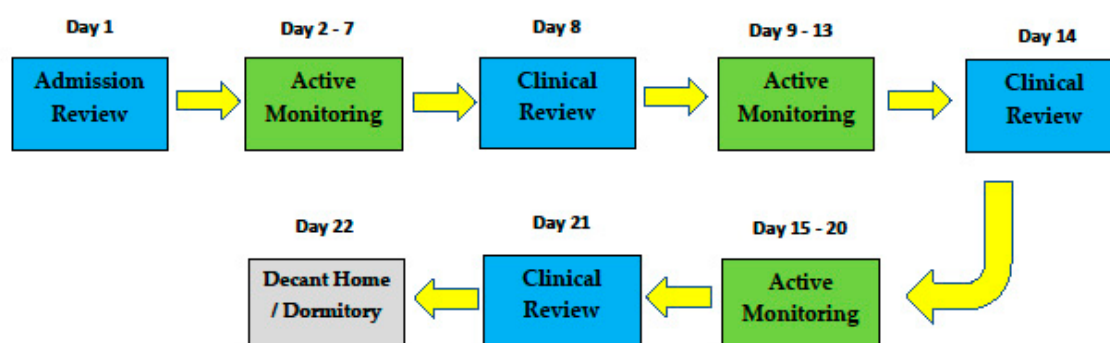 Day 1
Day 2 - 7
Day 8
Day 9 - 13
Day 14
Admission
Review
Active
Monitoring
Clinical
Review
Active
Monitoring
Clinical
Review
Day 22
Day 21
Day 15 - 20
Decant Home
/ Dormitory
Clinical
Review
Active
Monitoring